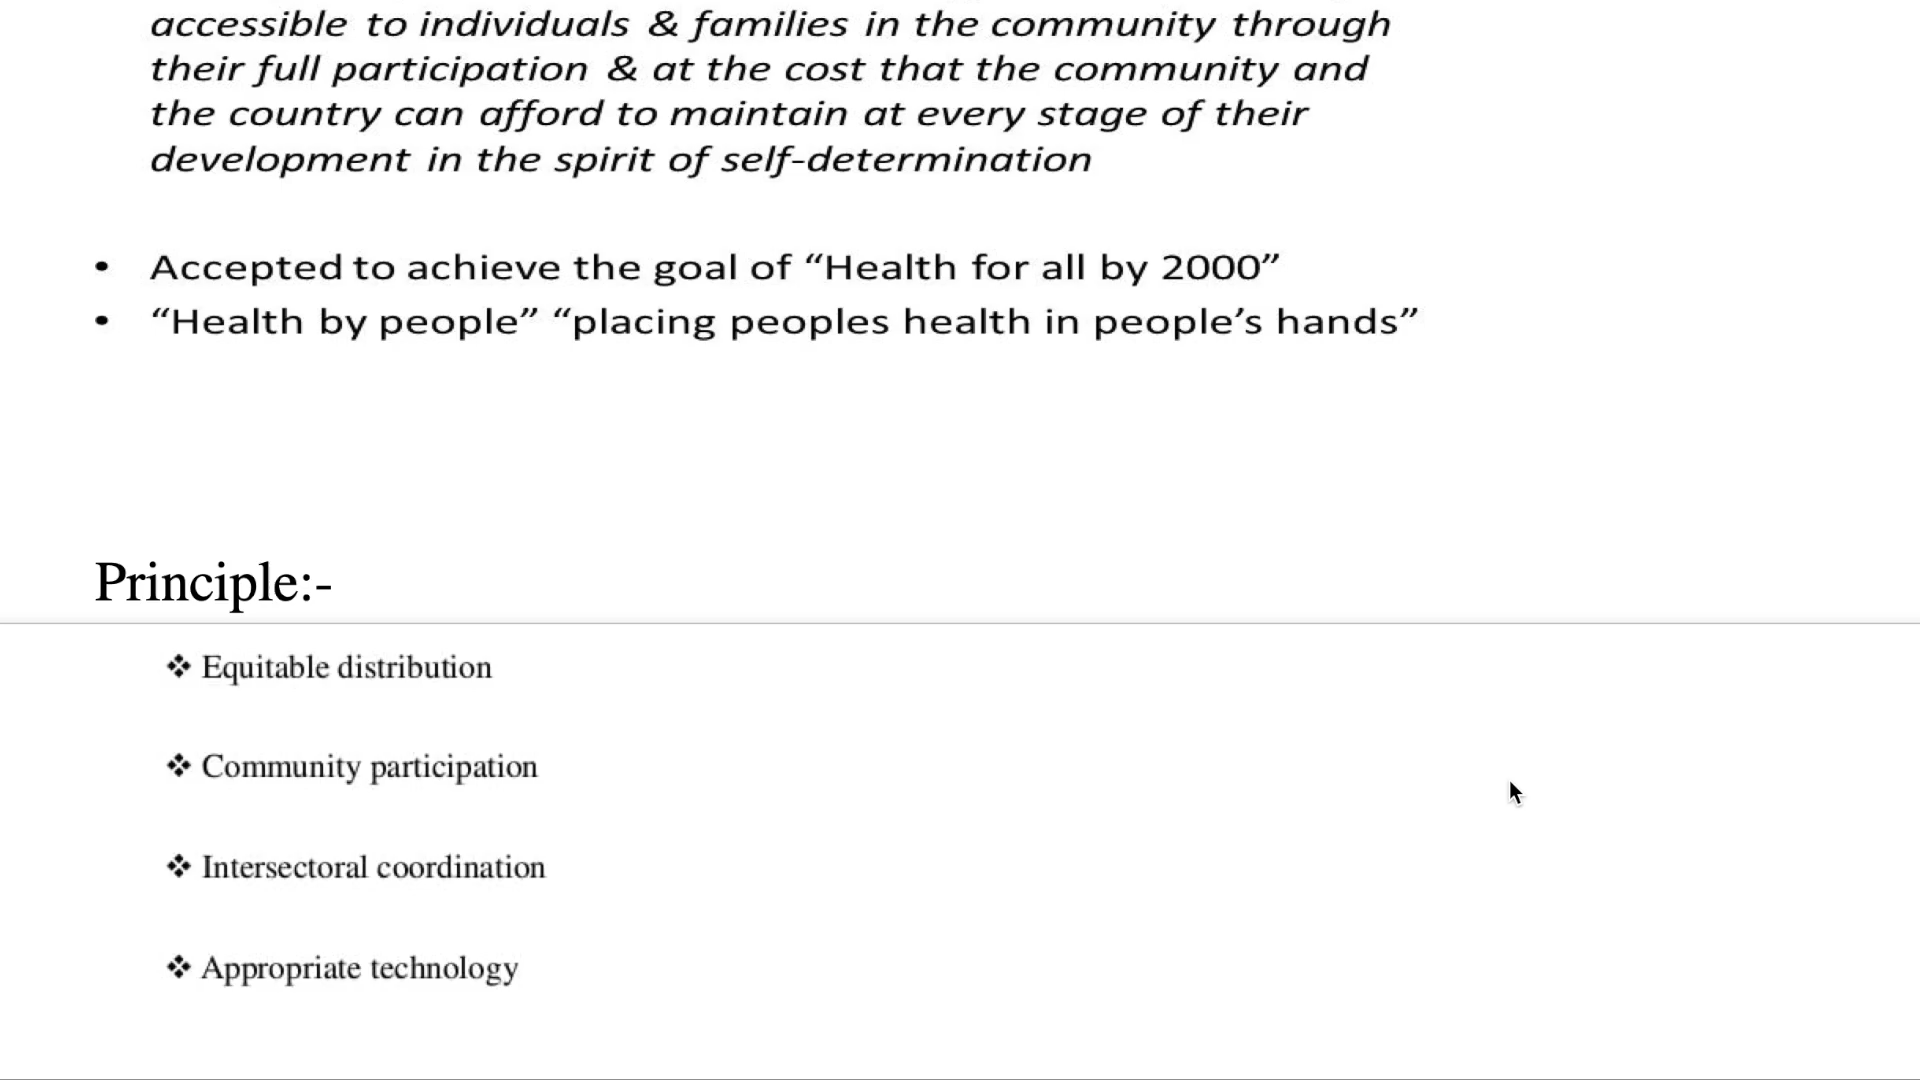 accessible to individuals & families in the community through
their full participation & at the cost that the community and
the country can afford to maintain at every stage of their
development in the spirit of self-determination
• Accepted to achieve the goal of “Health for all by 2000”
• “Health by people” “placing peoples health in people’s hands”
Principle:-
❖ Equitable distribution
❖ Community participation
❖ Intersectoral coordination
❖ Appropriate technology